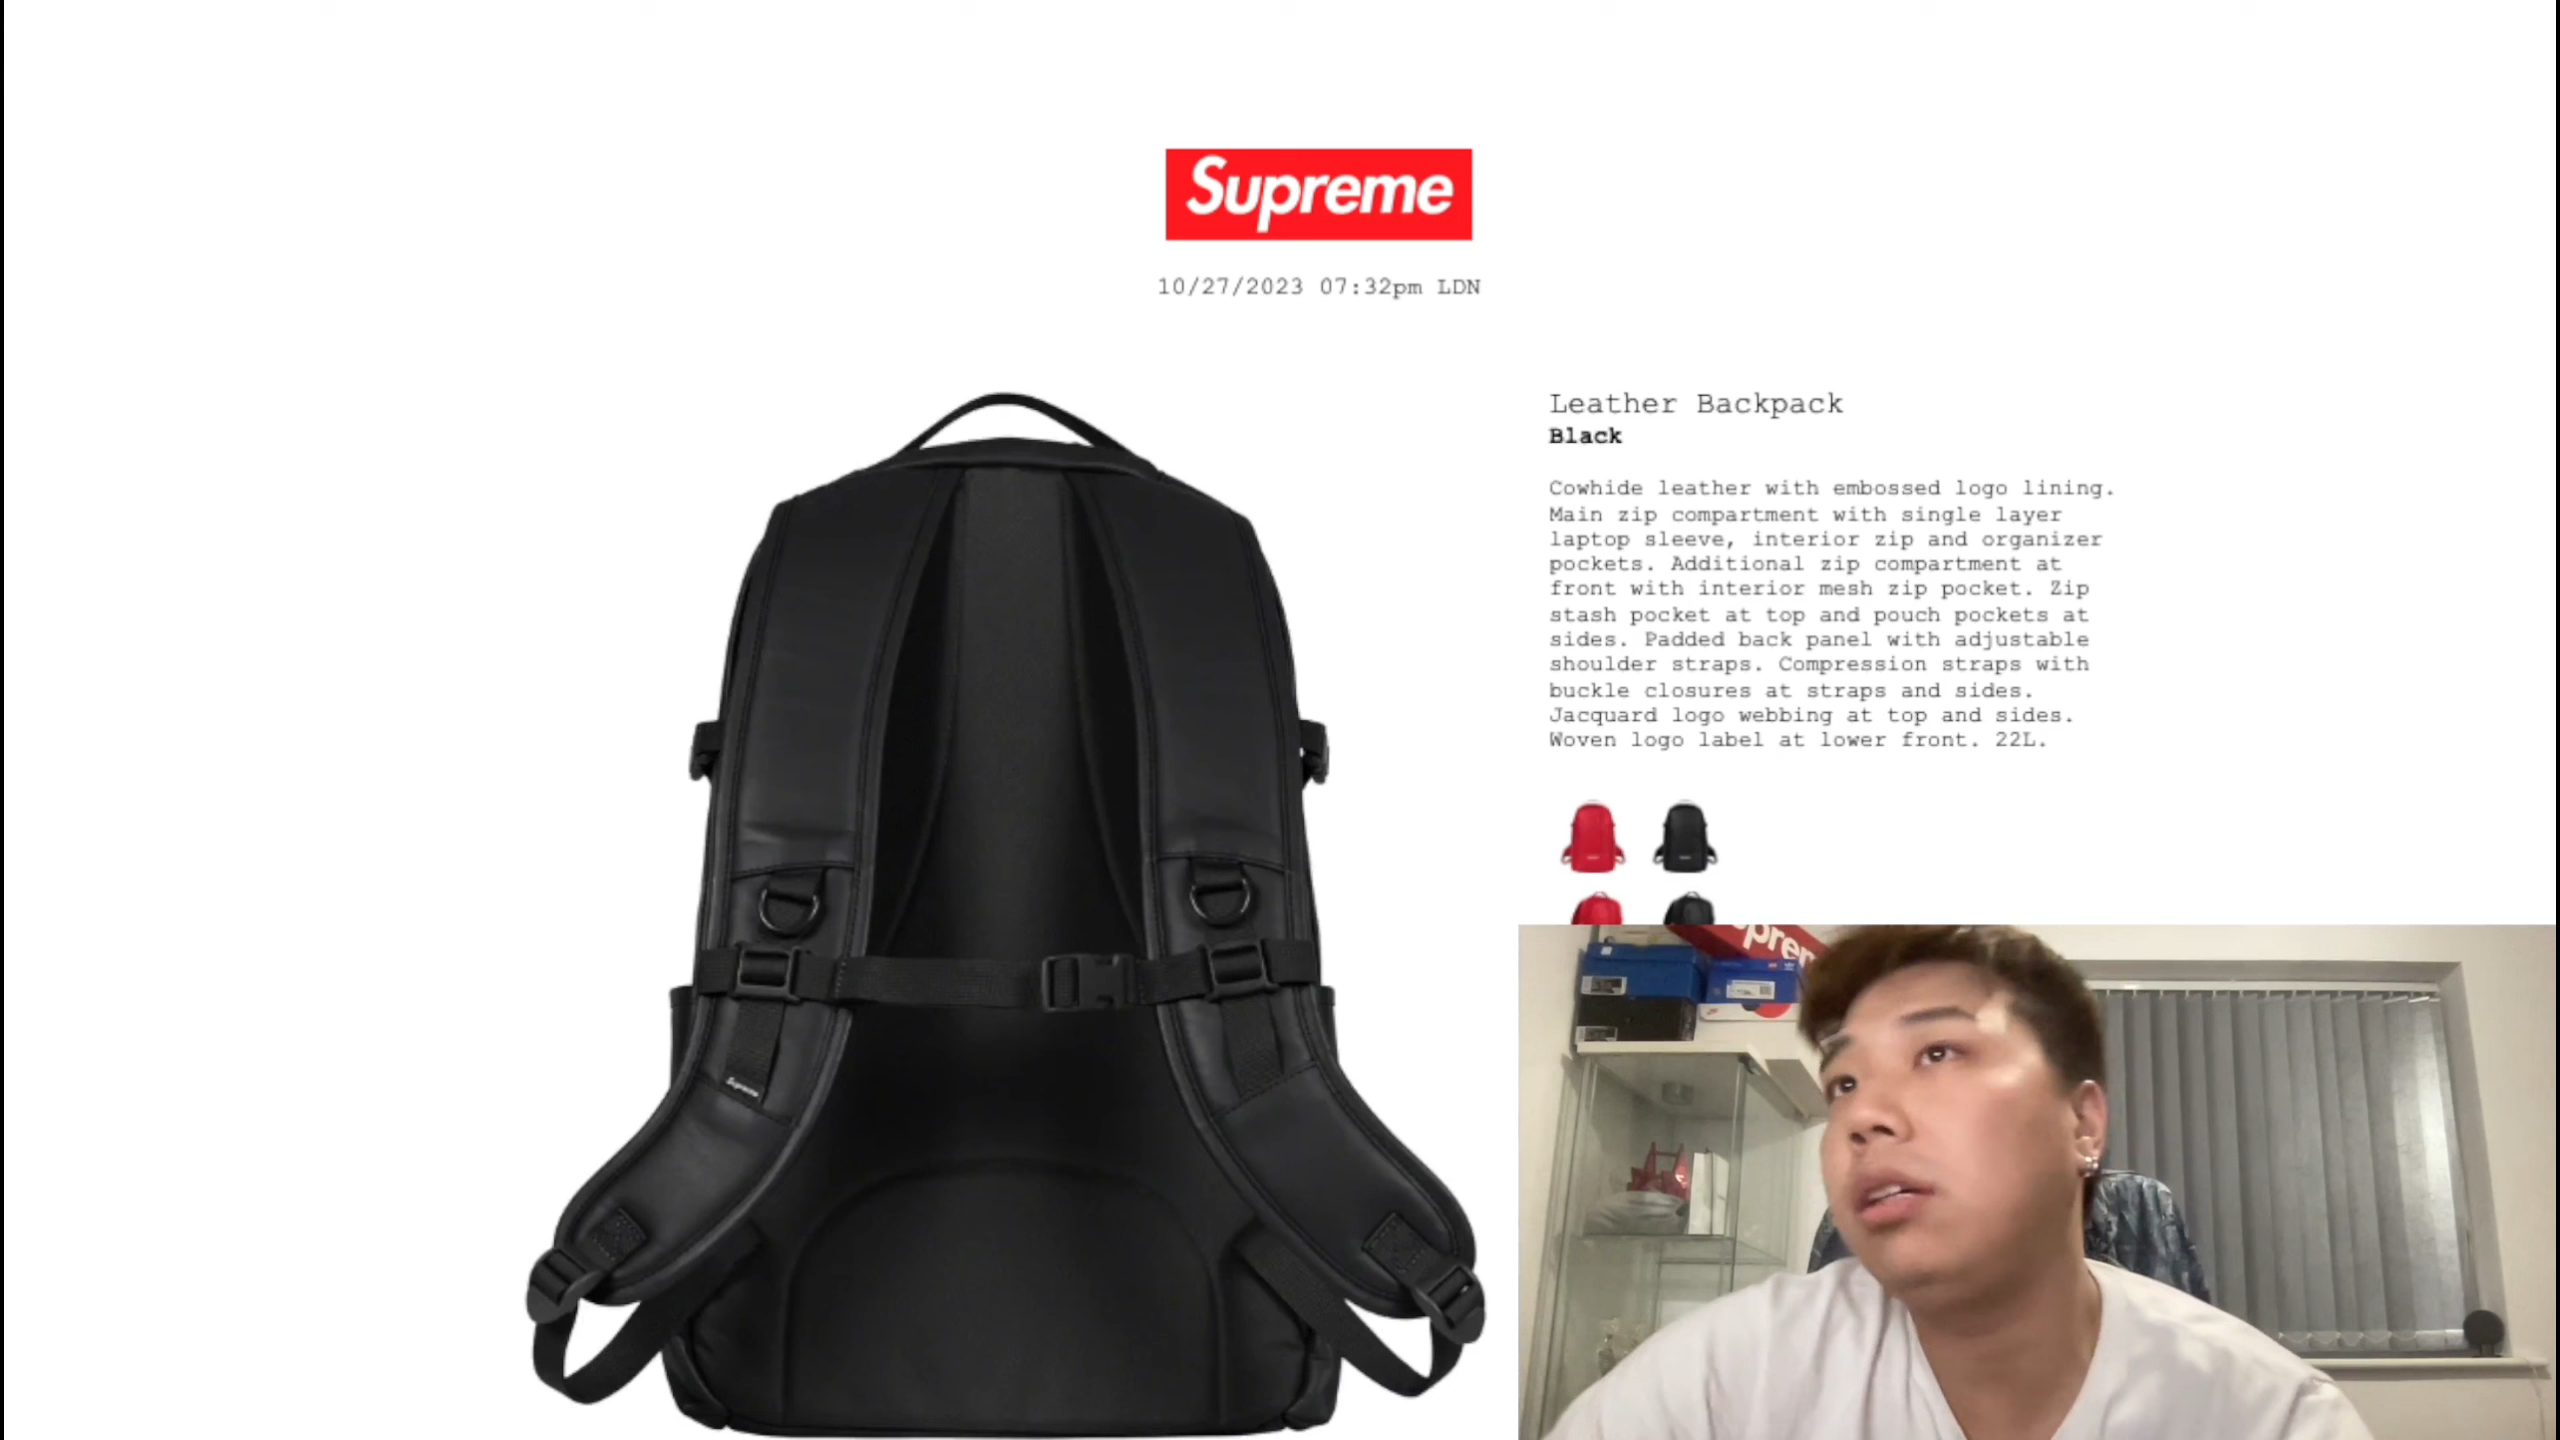 Supreme
10/27/2023 07:32pm LDN
Leather Backpack
Black
Cowhide leather with embossed logo lining.
Main zip compartment with single layer
laptop sleeve, interior zip and organizer
pockets. Additional zip compartment at
front with interior mesh zip pocket. Zip
stash pocket at top and pouch pockets at
sides. Padded back panel with adjustable
shoulder straps. Compression straps with
buckle closures at straps and sides.
Jacquard logo webbing at top and sides.
Woven logo label at lower front. 22L.
Supreme
uprem